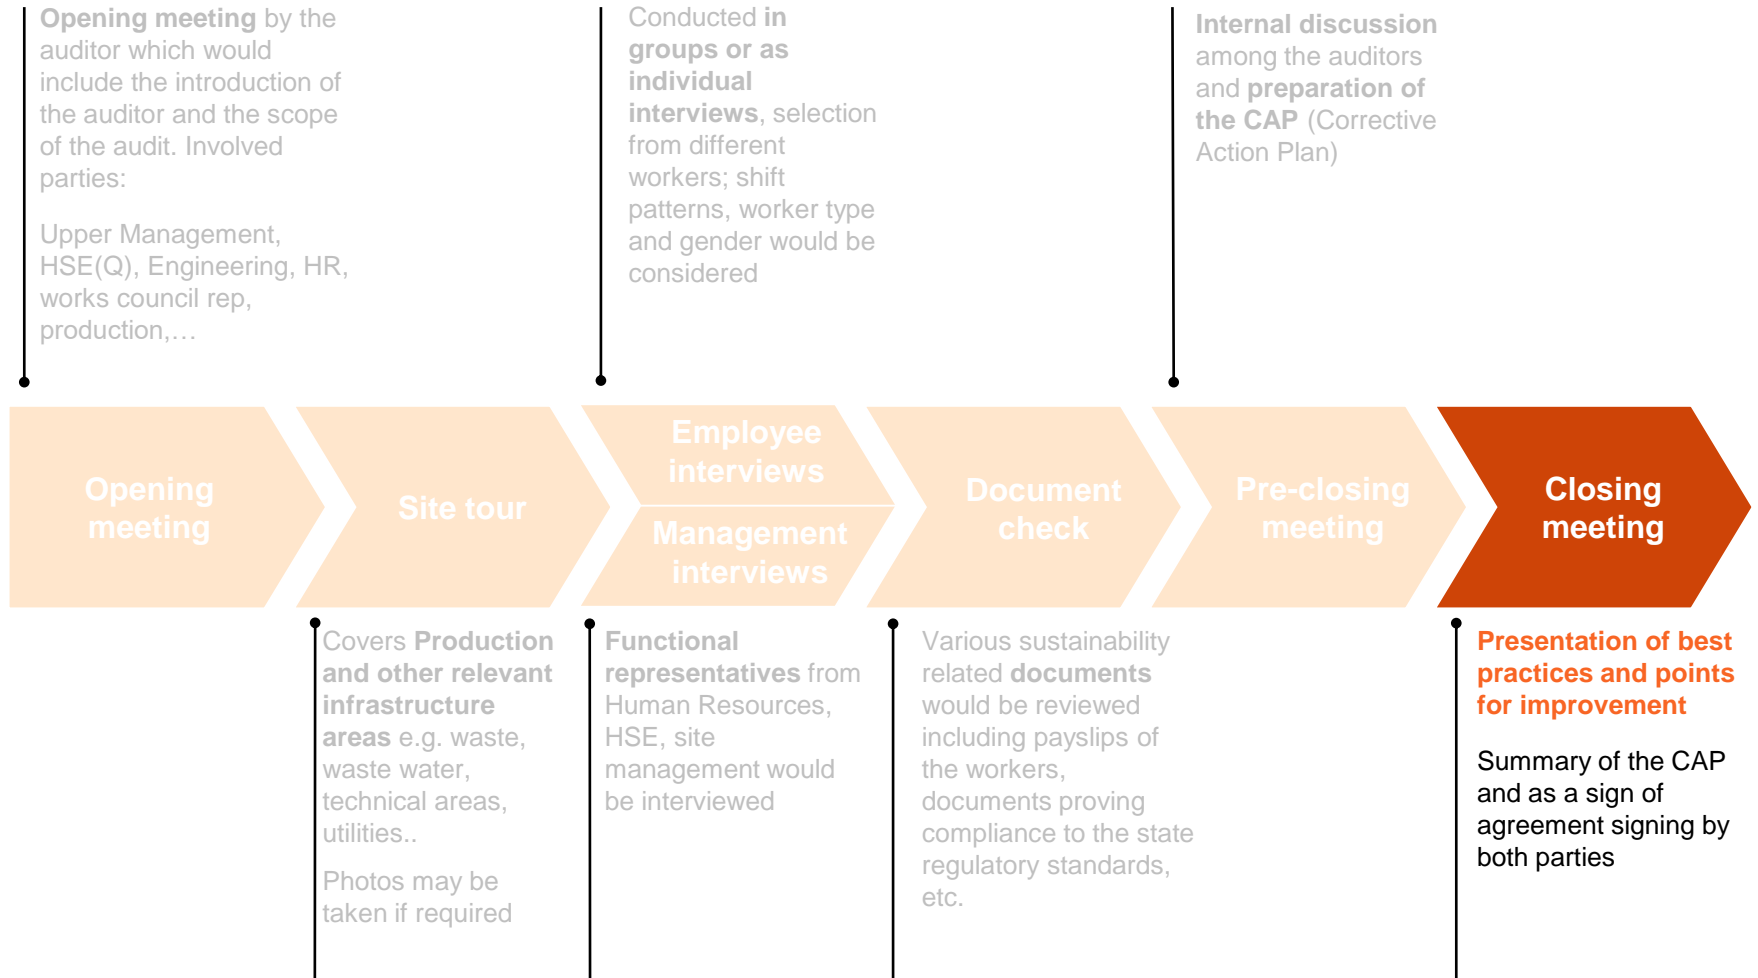 Opening meeting by the
auditor which would
include the introduction of
the auditor and the scope
of the audit. Involved
parties:
Upper Management,
HSE(Q), Engineering, HR,
works council rep,
production,…
Conducted in
groups or as
individual
interviews, selection
from different
workers; shift
patterns, worker type
and gender would be
considered
Internal discussion
among the auditors
and preparation of
the CAP (Corrective
Action Plan)
Opening
meeting
Site tour
Employee
interviews
Management
interviews
Document
check
Pre-closing
meeting
Closing
meeting
Covers Production
and other relevant
infrastructure
areas e.g. waste,
waste water,
technical areas,
utilities..
Photos may be
taken if required
Functional
representatives from
Human Resources,
HSE, site
management would
be interviewed
Various sustainability
related documents
would be reviewed
including payslips of
the workers,
documents proving
compliance to the state
regulatory standards,
etc.
Presentation of best
practices and points
for improvement
Summary of the CAP
and as a sign of
agreement signing by
both parties